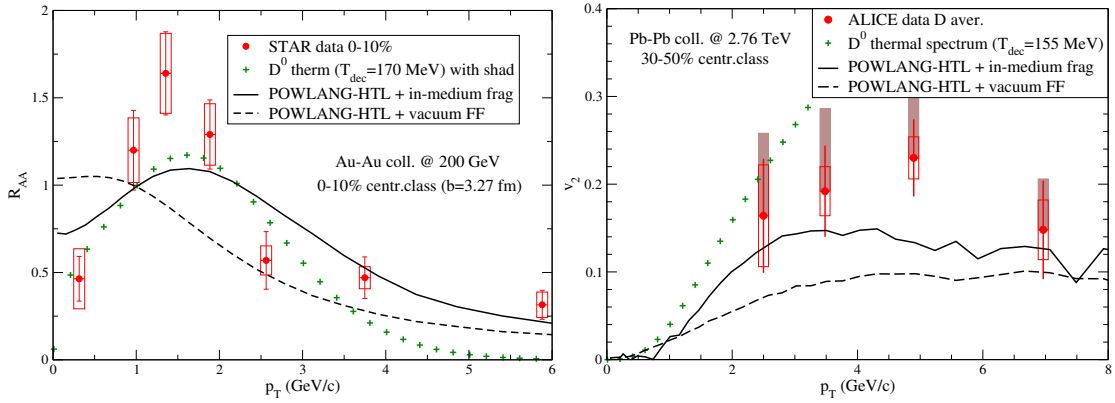 STAR data 0-10%
D⁰ therm (T_dec=170 MeV) with shad
POWLANG-HTL + in-medium frag
POWLANG-HTL + vacuum FF
Au-Au coll. @ 200 GeV
0-10% centr.class (b=3.27 fm)
R_AA
2
1.5
1
0.5
0
0 1 2 3 4 5 6
p_T (GeV/c)
ALICE data D aver.
D⁰ thermal spectrum (T_dec=155 MeV)
POWLANG-HTL + in-medium frag
POWLANG-HTL + vacuum FF
Pb-Pb coll. @ 2.76 TeV
30-50% centr.class
v_2
0.4
0.3
0.2
0.1
0
0 2 4 6 8
p_T (GeV/c)